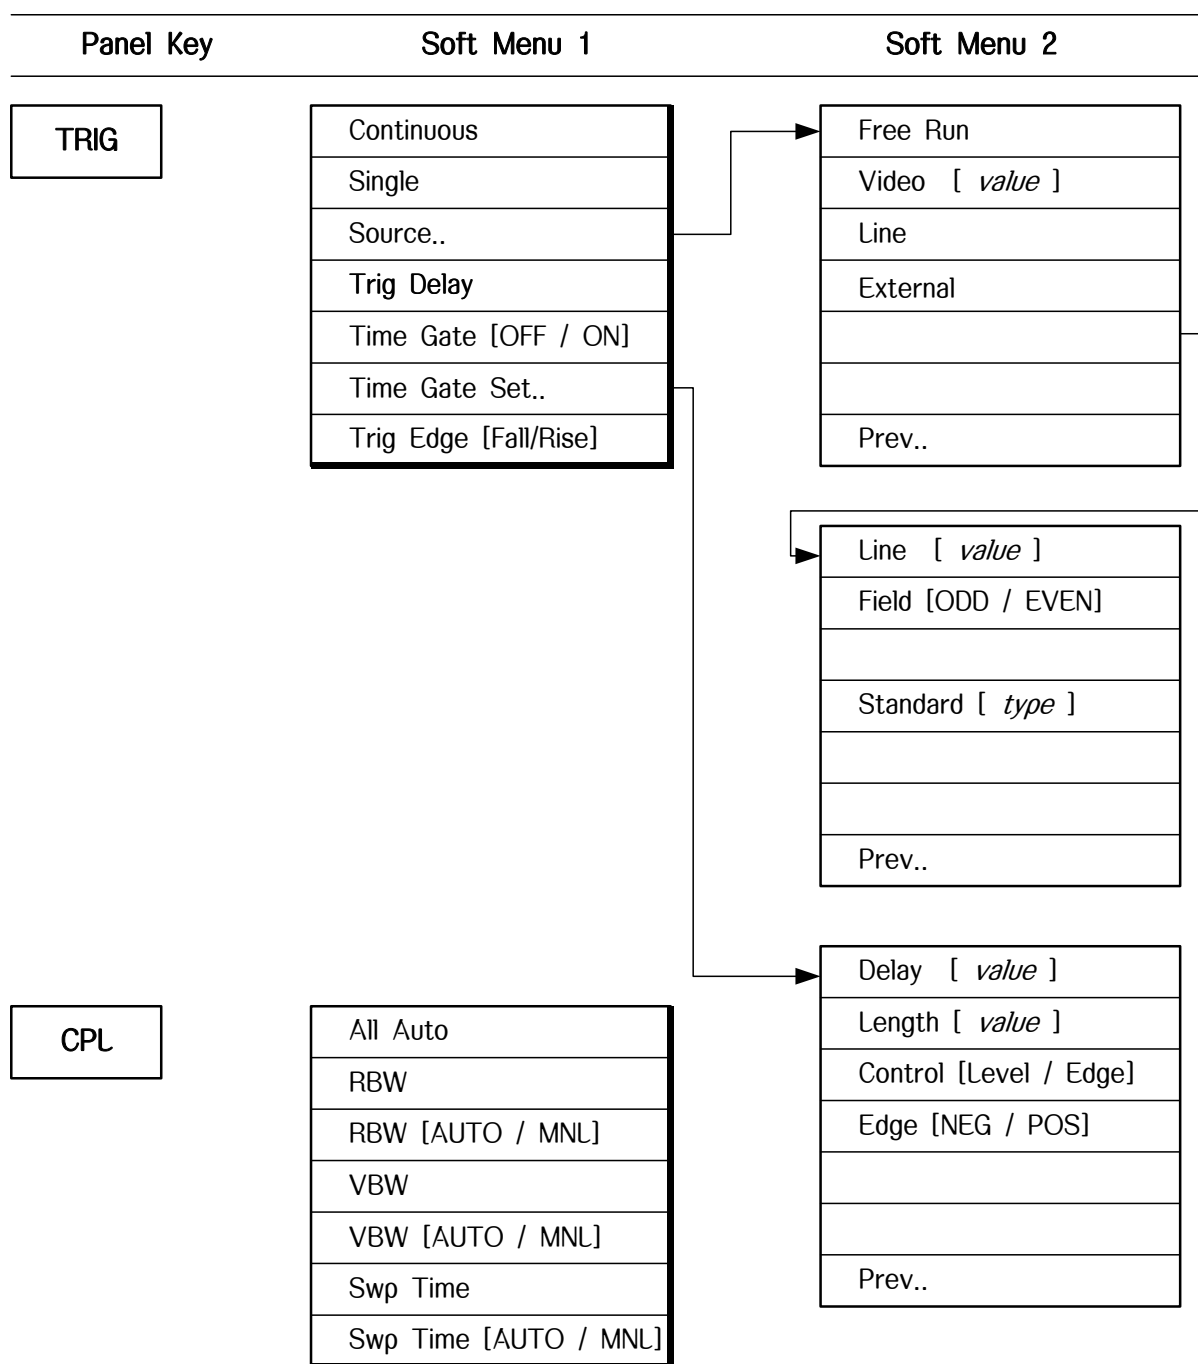 Panel Key Soft Menu 1 Soft Menu 2
TRIG
Continuous
Single
Source..
Trig Delay
Time Gate [OFF / ON]
Time Gate Set..
Trig Edge [Fall/Rise]
Free Run
Video [ value ]
Line
External
Prev..
Line [ value ]
Field [ODD / EVEN]
Standard [ type ]
Prev..
Delay [ value ]
Length [ value ]
Control [Level / Edge]
Edge [NEG / POS]
Prev..
CPL
All Auto
RBW
RBW [AUTO / MNL]
VBW
VBW [AUTO / MNL]
Swp Time
Swp Time [AUTO / MNL]